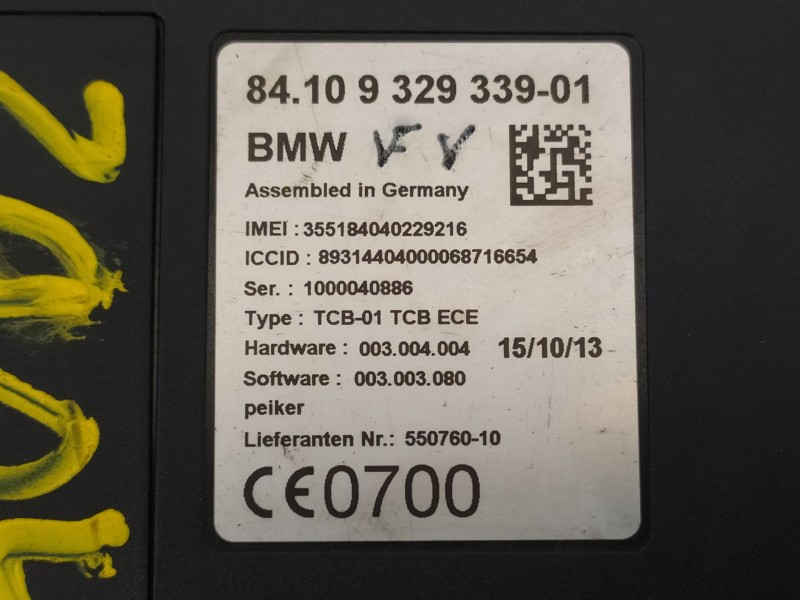 84.10 9 329 339-01
BMW VF V
Assembled in Germany
IMEI : 355184040229216
ICCID : 89314404000068716654
Ser. : 1000040886
Type : TCB-01 TCB ECE
Hardware : 003.004.004 15/10/13
Software : 003.003.080
peiker
Lieferanten Nr.: 550760-10
CE0700